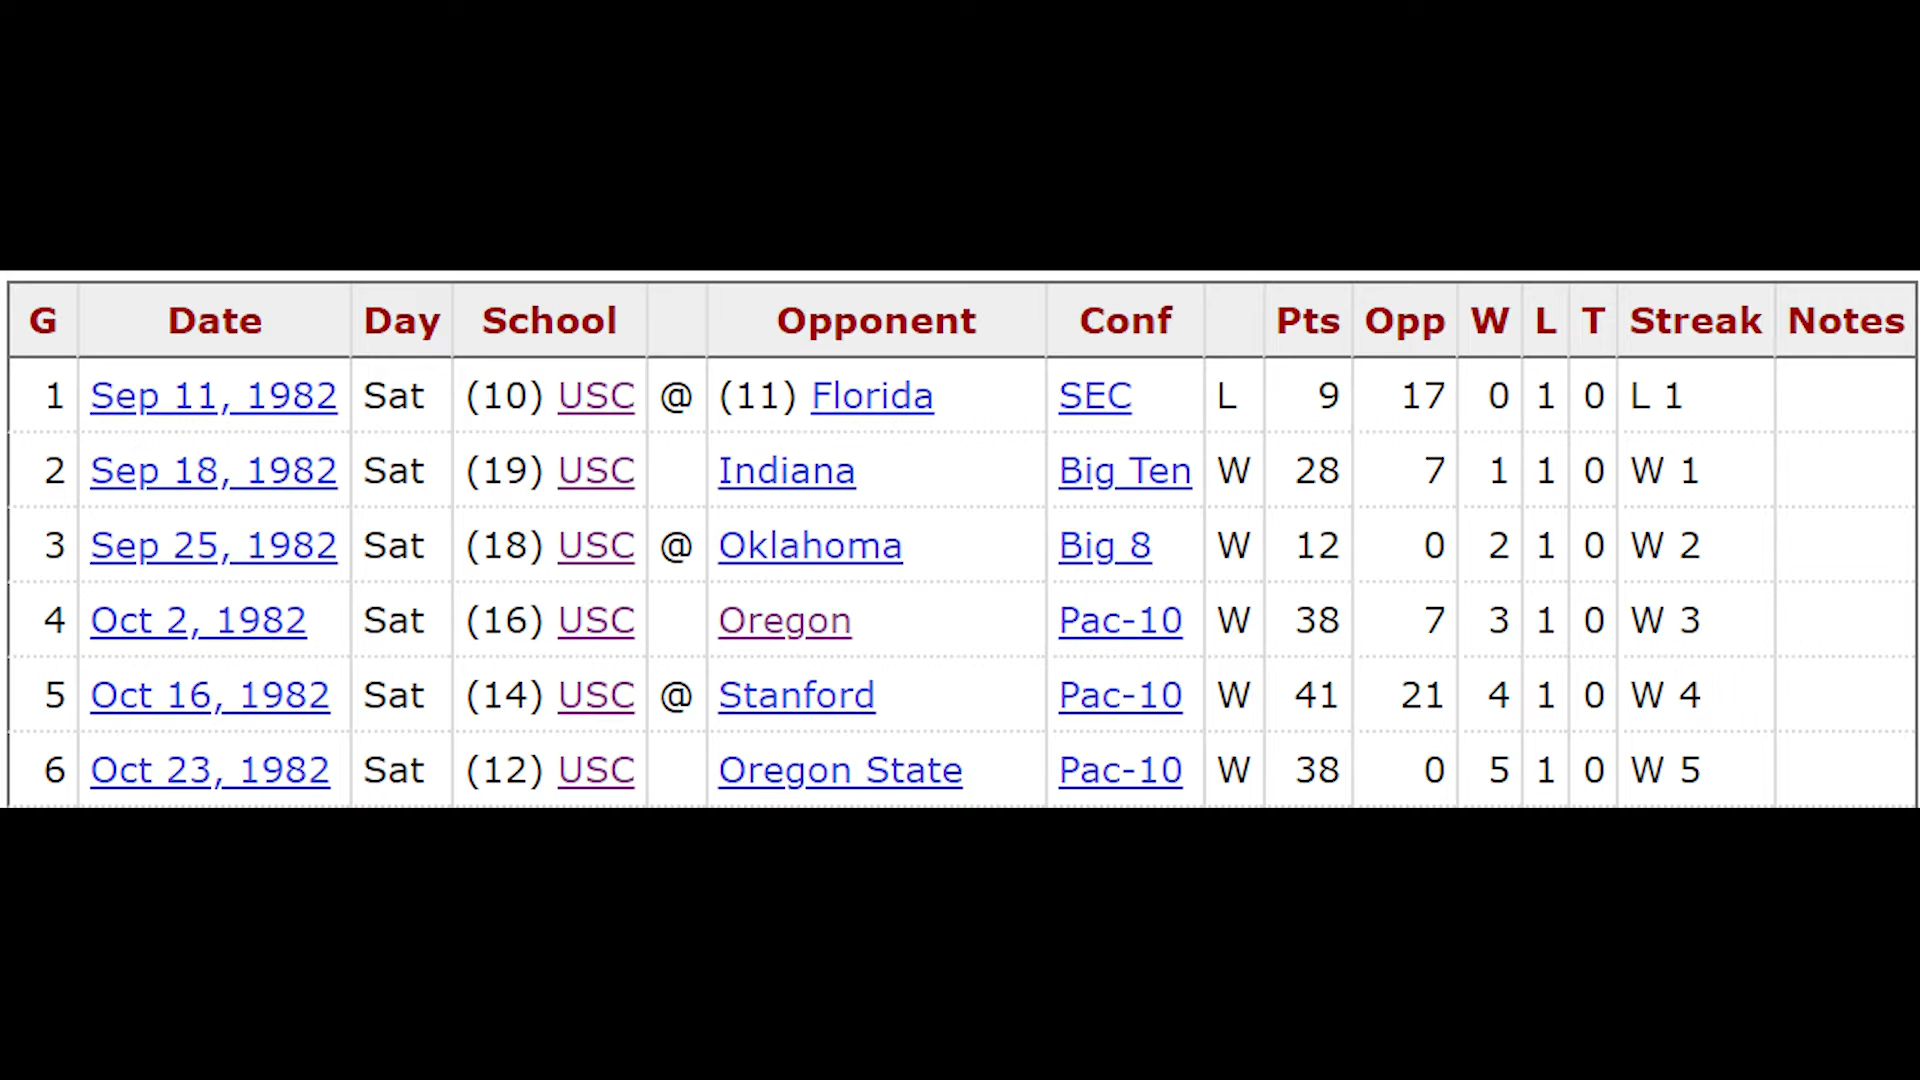 G Date Day School Opponent Conf Pts Opp W L T Streak Notes
1 Sep 11, 1982 Sat (10) USC @ (11) Florida SEC L 9 17 0 1 0 L 1
2 Sep 18, 1982 Sat (19) USC Indiana Big Ten W 28 7 1 1 0 W 1
3 Sep 25, 1982 Sat (18) USC @ Oklahoma Big 8 W 12 0 2 1 0 W 2
4 Oct 2, 1982 Sat (16) USC Oregon Pac-10 W 38 7 3 1 0 W 3
5 Oct 16, 1982 Sat (14) USC @ Stanford Pac-10 W 41 21 4 1 0 W 4
6 Oct 23, 1982 Sat (12) USC Oregon State Pac-10 W 38 0 5 1 0 W 5